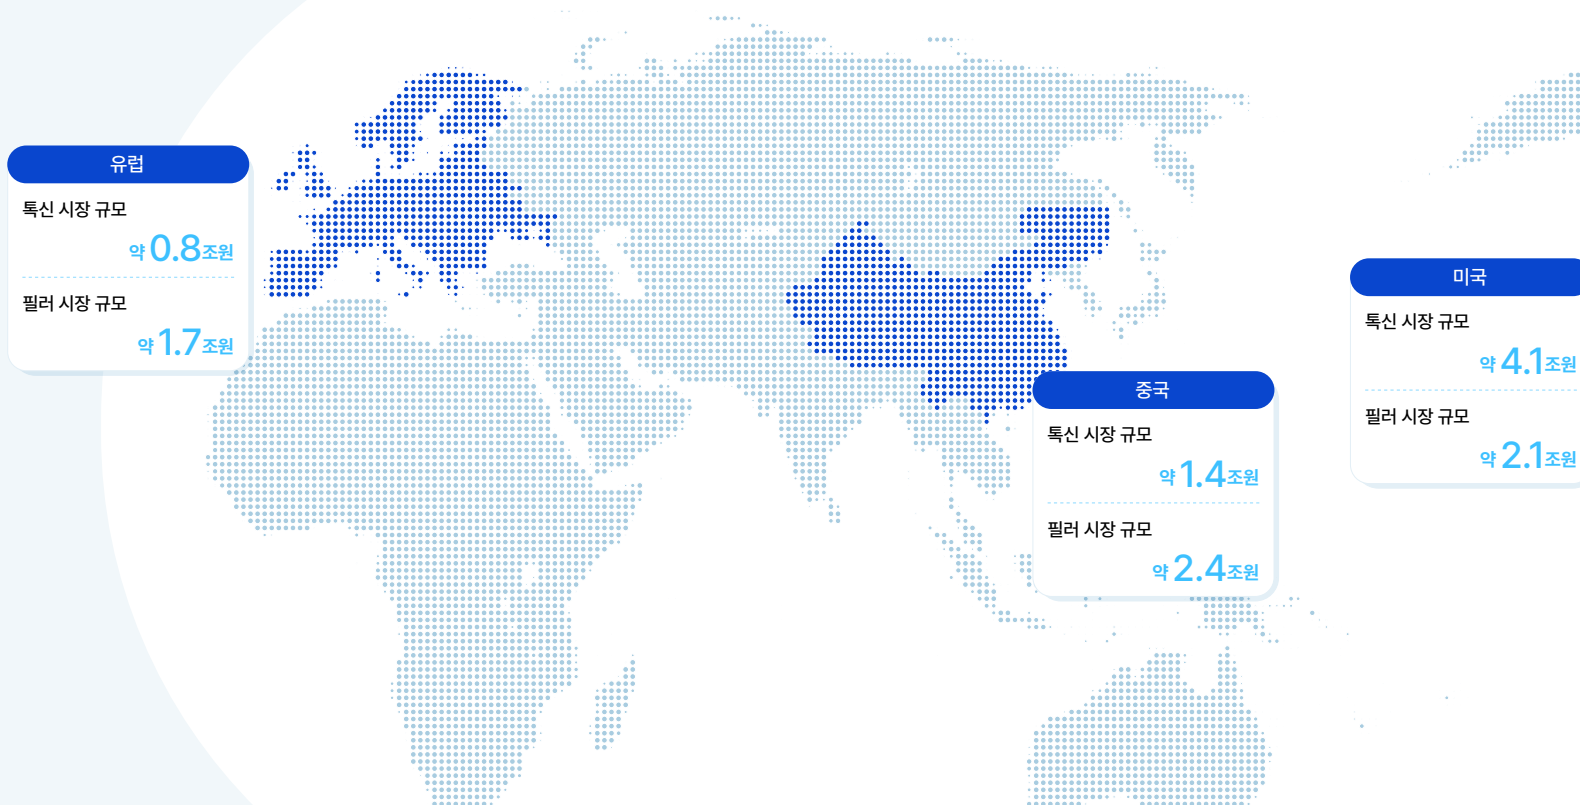 유럽
톡신 시장 규모
약 0.8조원
필러 시장 규모
약 1.7조원
중국
톡신 시장 규모
약 1.4조원
필러 시장 규모
약 2.4조원
미국
톡신 시장 규모
약 4.1조원
필러 시장 규모
약 2.1조원